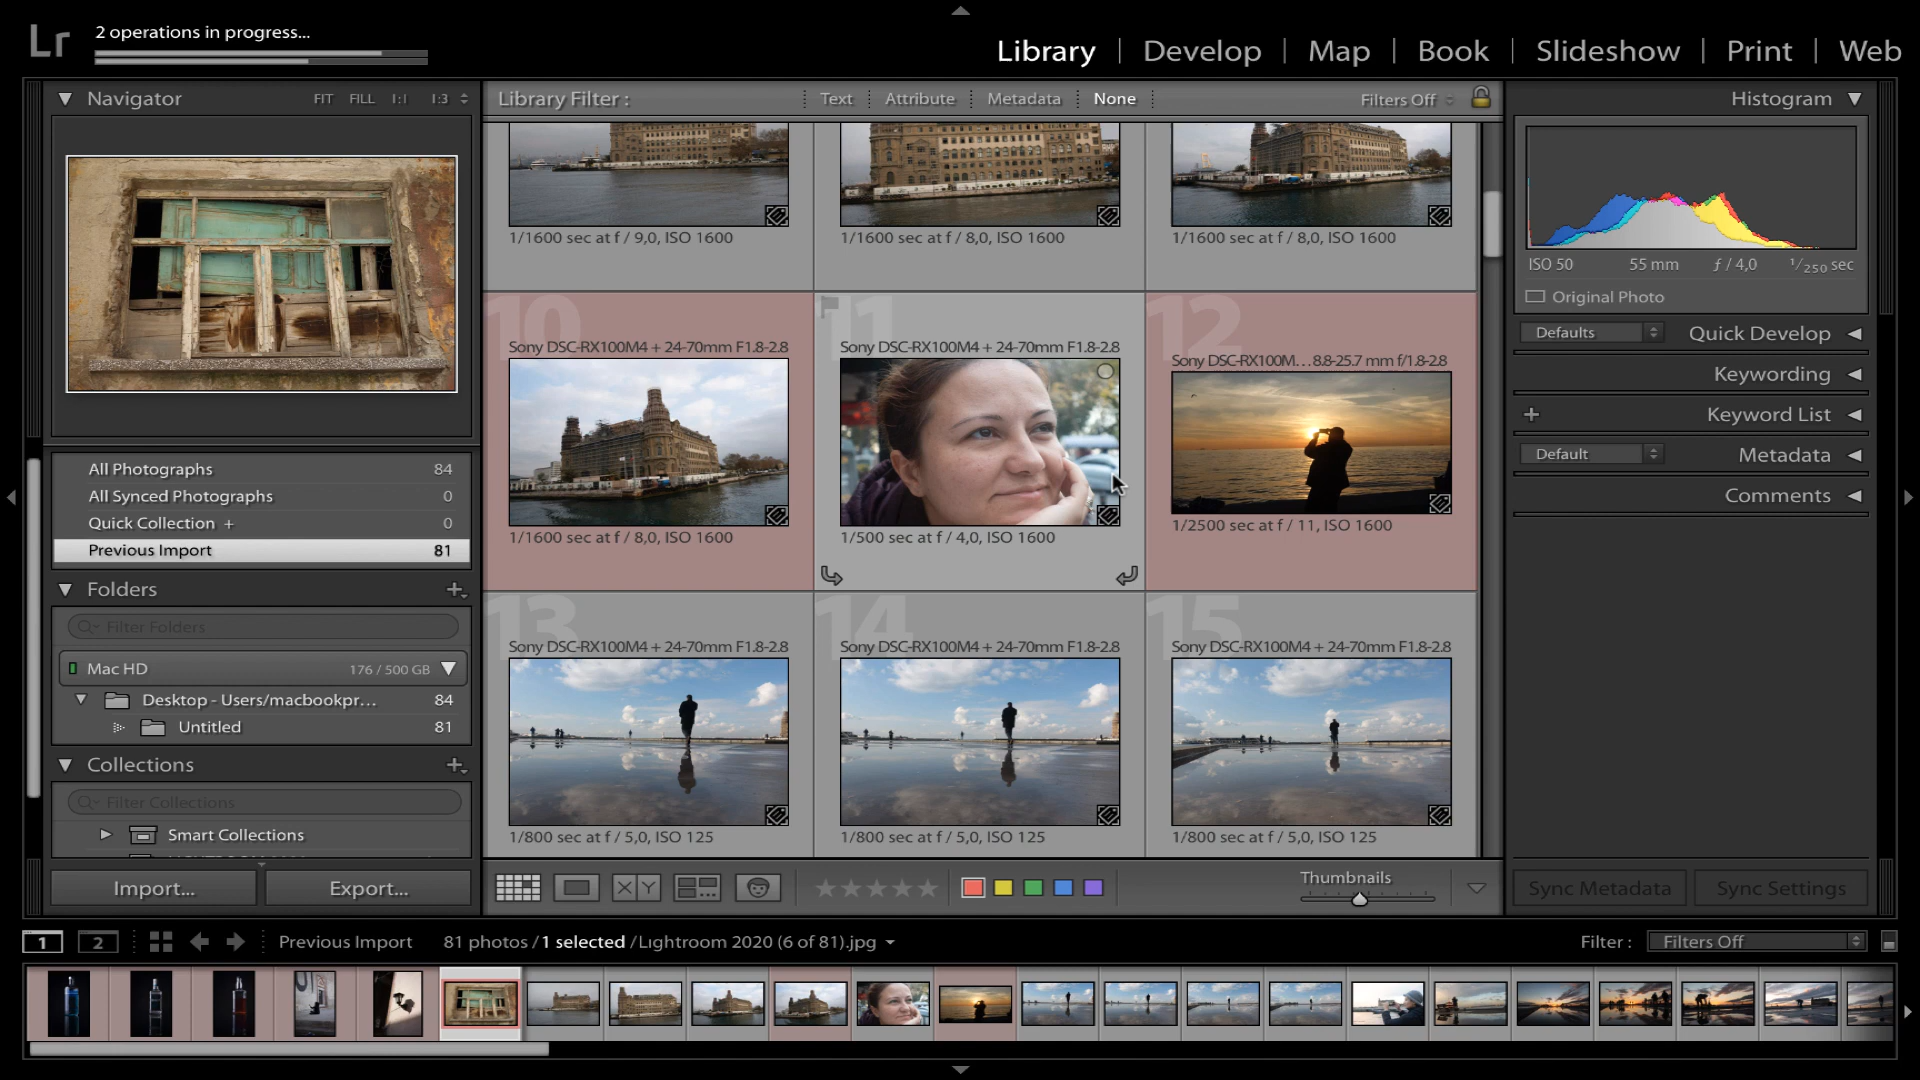 Lr
2 operations in progress...
Library | Develop | Map | Book | Slideshow | Print | Web
Navigator FIT FILL 1:1 1:3
Library Filter : Text Attribute Metadata None Filters Off
Histogram
ISO 50 55 mm ƒ / 4,0 1/250 sec
Original Photo
Defaults Quick Develop
Keywording
+ Keyword List
Default Metadata
Comments
All Photographs 84
All Synced Photographs 0
Quick Collection + 0
Previous Import 81
Folders +
Filter Folders
Mac HD 176 / 500 GB
Desktop - Users/macbookpr... 84
Untitled 81
Collections +
Filter Collections
Smart Collections
Import... Export...
1/1600 sec at f / 9,0, ISO 1600
1/1600 sec at f / 8,0, ISO 1600
1/1600 sec at f / 8,0, ISO 1600
10
Sony DSC-RX100M4 + 24-70mm F1.8-2.8
1/1600 sec at f / 8,0, ISO 1600
11
Sony DSC-RX100M4 + 24-70mm F1.8-2.8
1/500 sec at f / 4,0, ISO 1600
12
Sony DSC-RX100M...8.8-25.7 mm f/1.8-2.8
1/2500 sec at f / 11, ISO 1600
13
Sony DSC-RX100M4 + 24-70mm F1.8-2.8
1/800 sec at f / 5,0, ISO 125
14
Sony DSC-RX100M4 + 24-70mm F1.8-2.8
1/800 sec at f / 5,0, ISO 125
15
Sony DSC-RX100M4 + 24-70mm F1.8-2.8
1/800 sec at f / 5,0, ISO 125
X Y
Thumbnails
Sync Metadata Sync Settings
1 2 Previous Import 81 photos / 1 selected / Lightroom 2020 (6 of 81).jpg
Filter : Filters Off